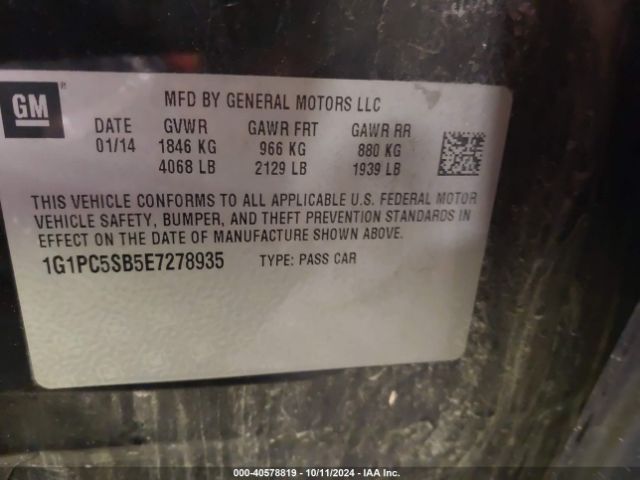 GM ®
MFD BY GENERAL MOTORS LLC
DATE GVWR GAWR FRT GAWR RR
01/14 1846 KG 966 KG 880 KG
4068 LB 2129 LB 1939 LB
THIS VEHICLE CONFORMS TO ALL APPLICABLE U.S. FEDERAL MOTOR
VEHICLE SAFETY, BUMPER, AND THEFT PREVENTION STANDARDS IN
EFFECT ON THE DATE OF MANUFACTURE SHOWN ABOVE.
1G1PC5SB5E7278935 TYPE: PASS CAR
000-40578819 - 10/11/2024 - IAA Inc.